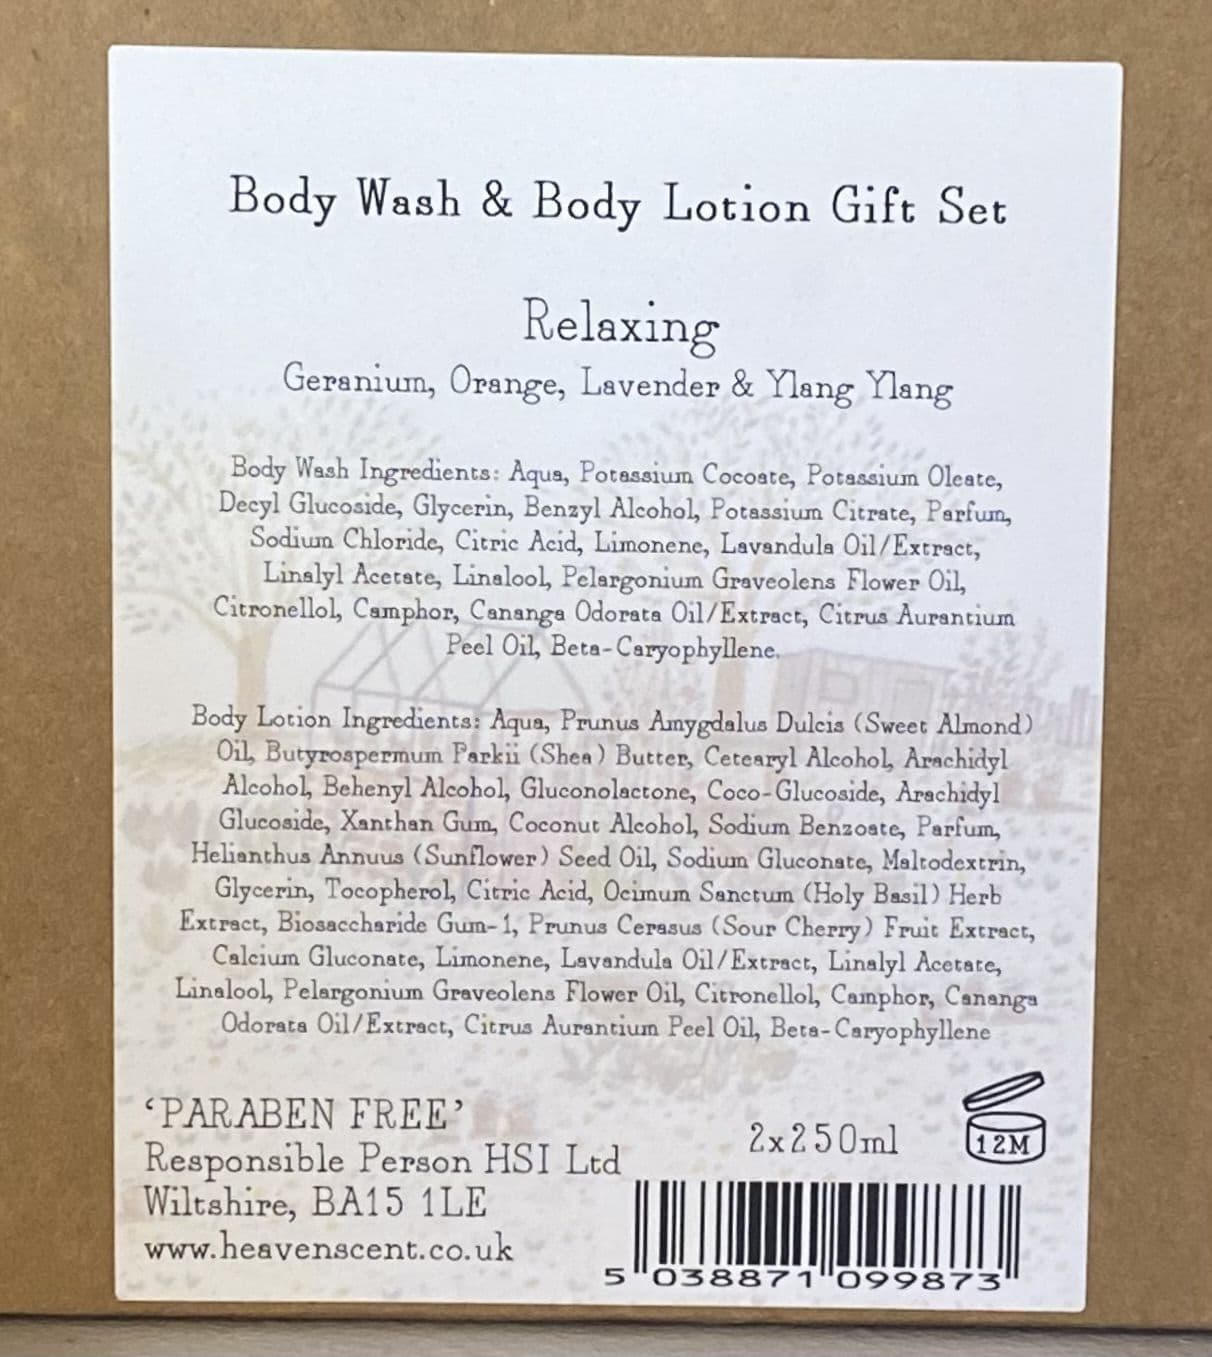 Body Wash & Body Lotion Gift Set
Relaxing
Geranium, Orange, Lavender & Ylang Ylang
Body Wash Ingredients: Aqua, Potassium Cocoate, Potassium Oleate,
Decyl Glucoside, Glycerin, Benzyl Alcohol, Potassium Citrate, Parfum,
Sodium Chloride, Citric Acid, Limonene, Lavandula Oil/Extract,
Linalyl Acetate, Linalool, Pelargonium Graveolens Flower Oil,
Citronellol, Camphor, Cananga Odorata Oil/Extract, Citrus Aurantium
Peel Oil, Beta-Caryophyllene.
Body Lotion Ingredients: Aqua, Prunus Amygdalus Dulcis (Sweet Almond)
Oil, Butyrospermum Parkii (Shea) Butter, Cetearyl Alcohol, Arachidyl
Alcohol, Behenyl Alcohol, Gluconolactone, Coco-Glucoside, Arachidyl
Glucoside, Xanthan Gum, Coconut Alcohol, Sodium Benzoate, Parfum,
Helianthus Annuus (Sunflower) Seed Oil, Sodium Gluconate, Maltodextrin,
Glycerin, Tocopherol, Citric Acid, Ocimum Sanctum (Holy Basil) Herb
Extract, Biosaccharide Gum-1, Prunus Cerasus (Sour Cherry) Fruit Extract,
Calcium Gluconate, Limonene, Lavandula Oil/Extract, Linalyl Acetate,
Linalool, Pelargonium Graveolens Flower Oil, Citronellol, Camphor, Cananga
Odorata Oil/Extract, Citrus Aurantium Peel Oil, Beta-Caryophyllene
‘PARABEN FREE’
Responsible Person HSI Ltd
Wiltshire, BA15 1LE
www.heavenscent.co.uk
2x250ml
12M
5 038871 099873